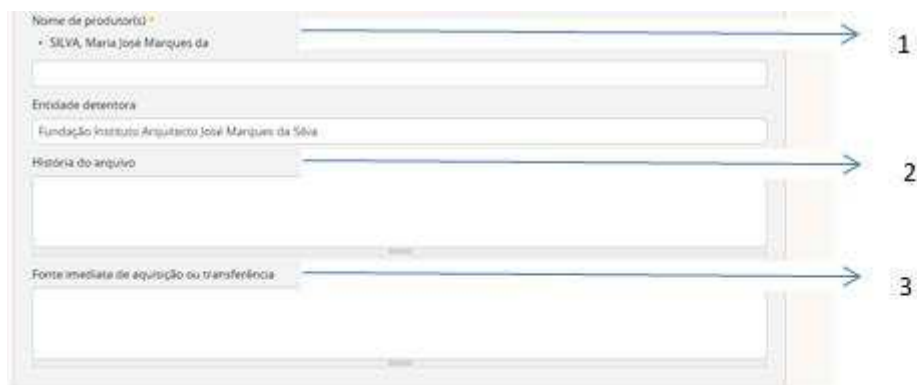 Nome de produtor(s) *
• SILVA, Maria José Marques da
1
Entidade detentora
Fundação Instituto Arquitecto José Marques da Silva
História do arquivo
2
Fonte imediata de aquisição ou transferência
3